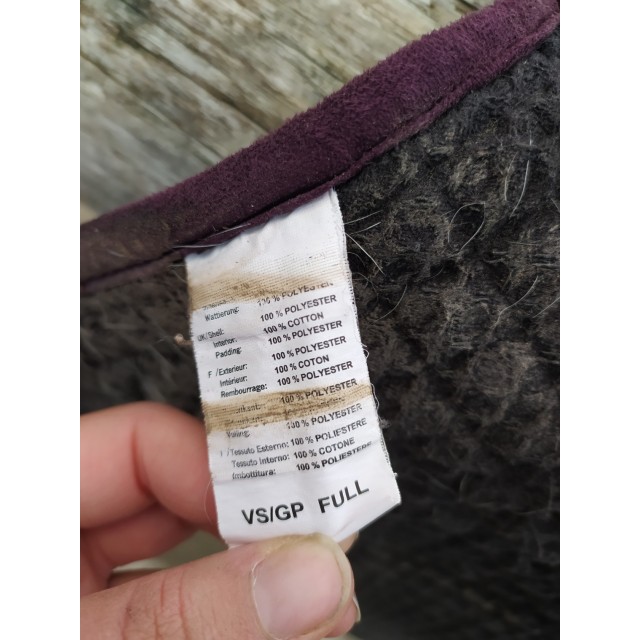 100 % POLYESTER
Wattierung: 100 % POLYESTER
UK/Shell: 100 % POLYESTER
Interior: 100 % COTTON
Padding: 100 % POLYESTER
F /Exterieur: 100 % POLYESTER
Intérieur: 100 % COTON
Rembourrage: 100 % POLYESTER
100 % POLYESTER
100 % POLYESTER
I /Tessuto Esterno: 100 % POLIESTERE
Tessuto Interno: 100 % COTONE
Imbottitura: 100 % POLIESTERE
VS/GP FULL